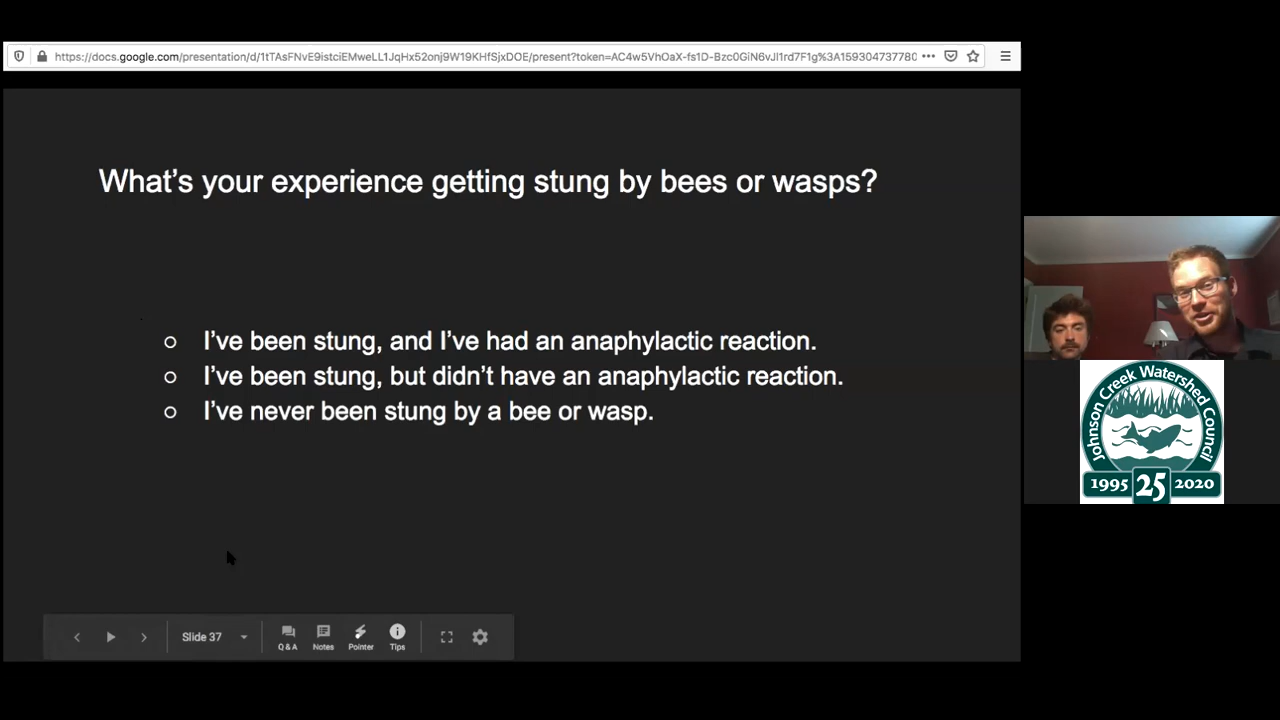 https://docs.google.com/presentation/d/1tTAsFNvE9istciEMweLL1JqHx52onj9W19KHfSjxDOE/present?token=AC4w5VhOaX-fs1D-Bzc0GiN6vJI1rd7F1g%3A159304737780
What's your experience getting stung by bees or wasps?
I've been stung, and I've had an anaphylactic reaction.
I've been stung, but didn't have an anaphylactic reaction.
I've never been stung by a bee or wasp.
Slide 37
Q & A
Notes
Pointer
Tips
Johnson Creek Watershed Council
1995 25 2020